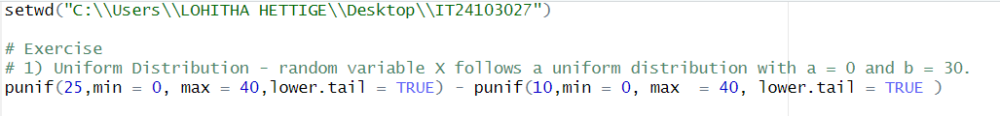 setwd("C:\\Users\\LOHITHA HETTIGE\\Desktop\\IT24103027")
# Exercise
# 1) Uniform Distribution - random variable X follows a uniform distribution with a = 0 and b = 30.
punif(25,min = 0, max = 40,lower.tail = TRUE) - punif(10,min = 0, max  = 40, lower.tail = TRUE )